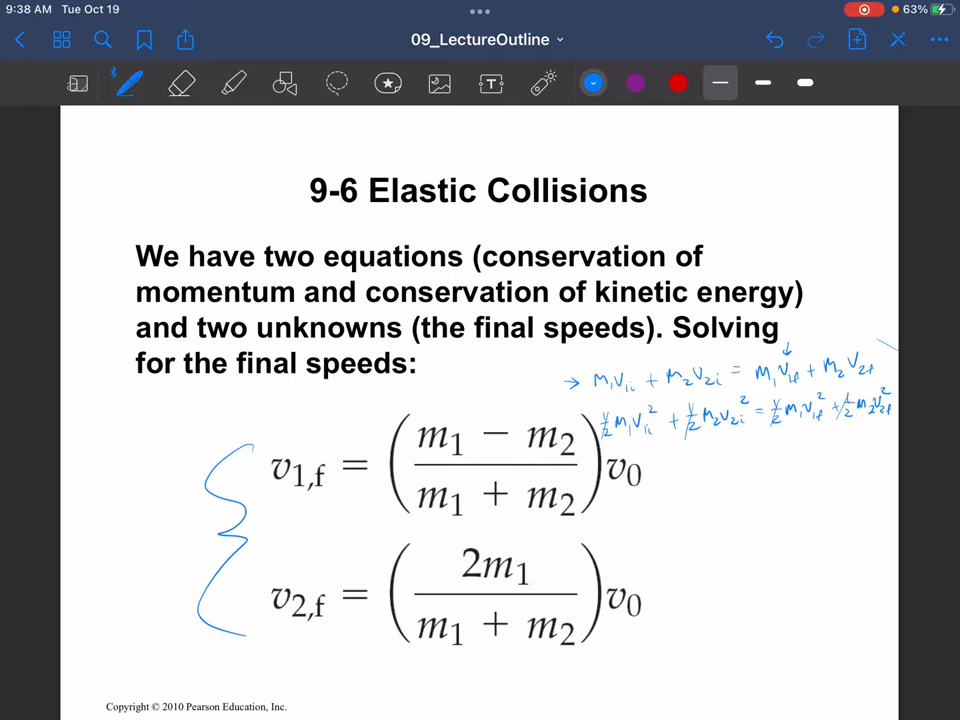 9:38 AM Tue Oct 19
63%
09_LectureOutline
9-6 Elastic Collisions
We have two equations (conservation of
momentum and conservation of kinetic energy)
and two unknowns (the final speeds). Solving
for the final speeds:
→ m₁v₁ᵢ + m₂v₂ᵢ = m₁v₁f + m₂v₂f
½m₁v₁ᵢ² + ½m₂v₂ᵢ² = ½m₁v₁f² + ½m₂v₂f²
v₁,f = ((m₁ − m₂)/(m₁ + m₂))v₀
v₂,f = (2m₁/(m₁ + m₂))v₀
Copyright © 2010 Pearson Education, Inc.